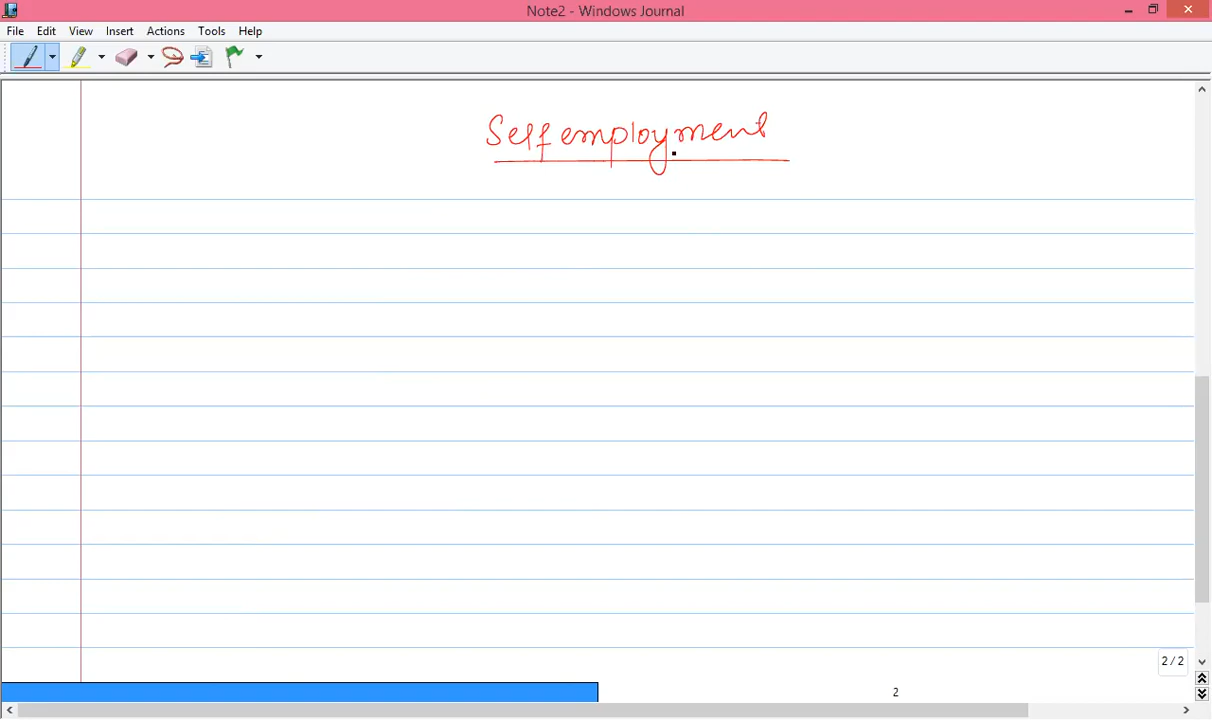 Note2 - Windows Journal
File Edit View Insert Actions Tools Help
Self employment
2 / 2
2